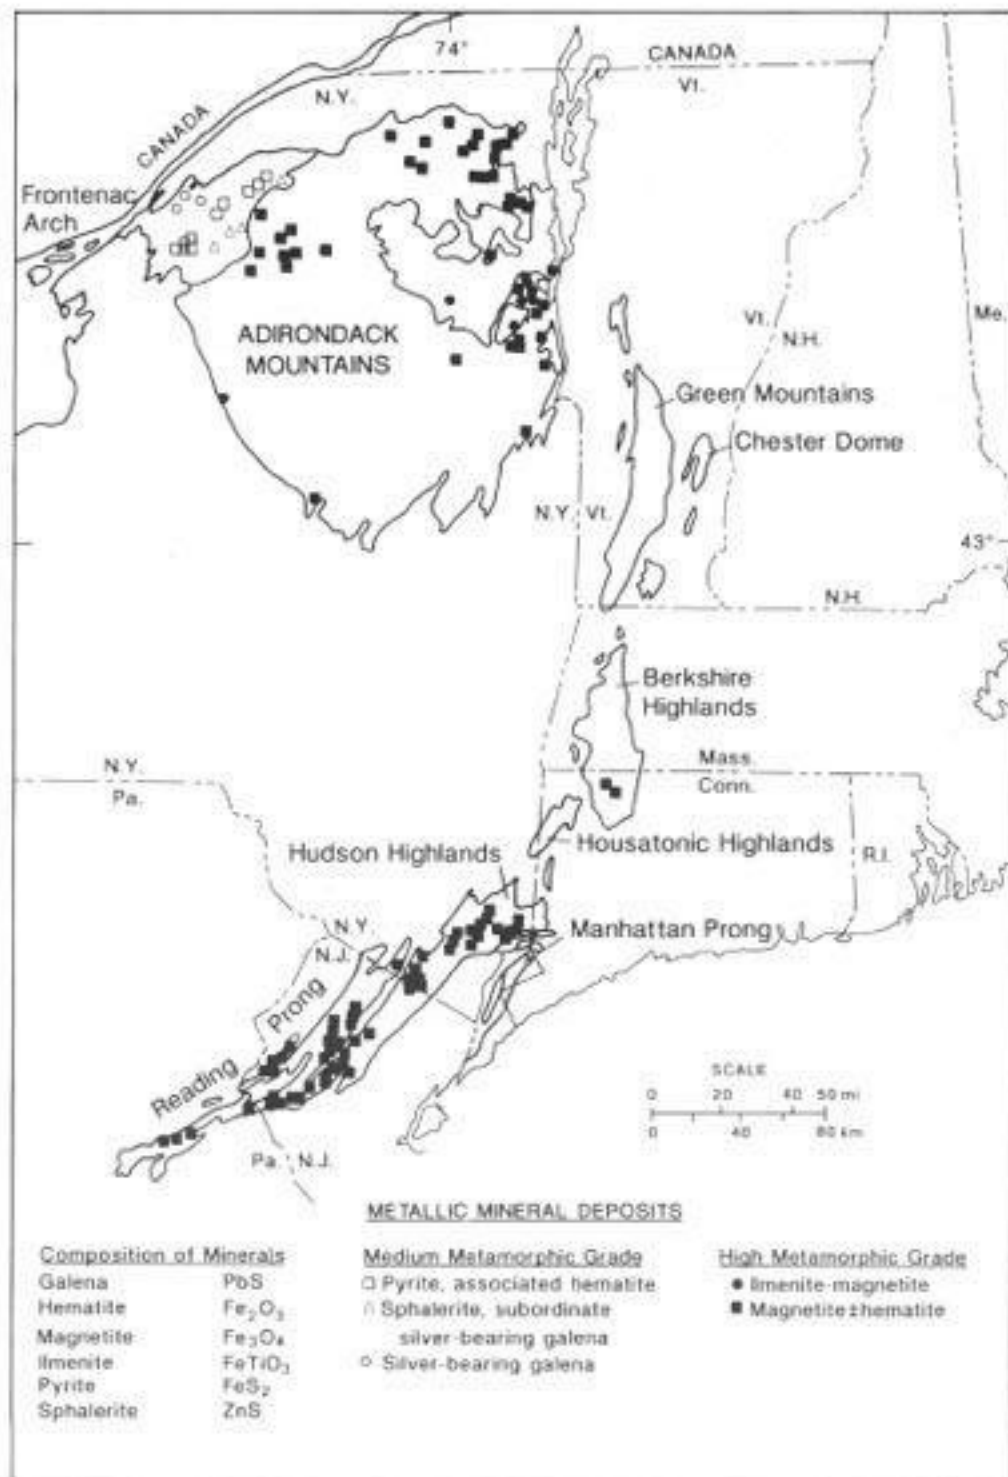 74°
CANADA
N.Y.
Vt.
CANADA
Frontenac
Arch
ADIRONDACK
MOUNTAINS
Vt.
N.H.
Me.
Green Mountains
Chester Dome
N.Y.
Vt.
43°
N.H.
Berkshire
Highlands
N.Y.
Pa.
Mass.
Conn.
Housatonic Highlands
R.I.
Hudson Highlands
Manhattan Prong
N.Y.
N.J.
Reading Prong
SCALE
0 20 40 50 mi
0 40 80 km
Pa.
N.J.
METALLIC MINERAL DEPOSITS
Composition of Minerals
Galena PbS
Hematite Fe₂O₃
Magnetite Fe₃O₄
Ilmenite FeTiO₃
Pyrite FeS₂
Sphalerite ZnS
Medium Metamorphic Grade
Pyrite, associated hematite
Sphalerite, subordinate
silver-bearing galena
Silver-bearing galena
High Metamorphic Grade
Ilmenite-magnetite
Magnetite±hematite